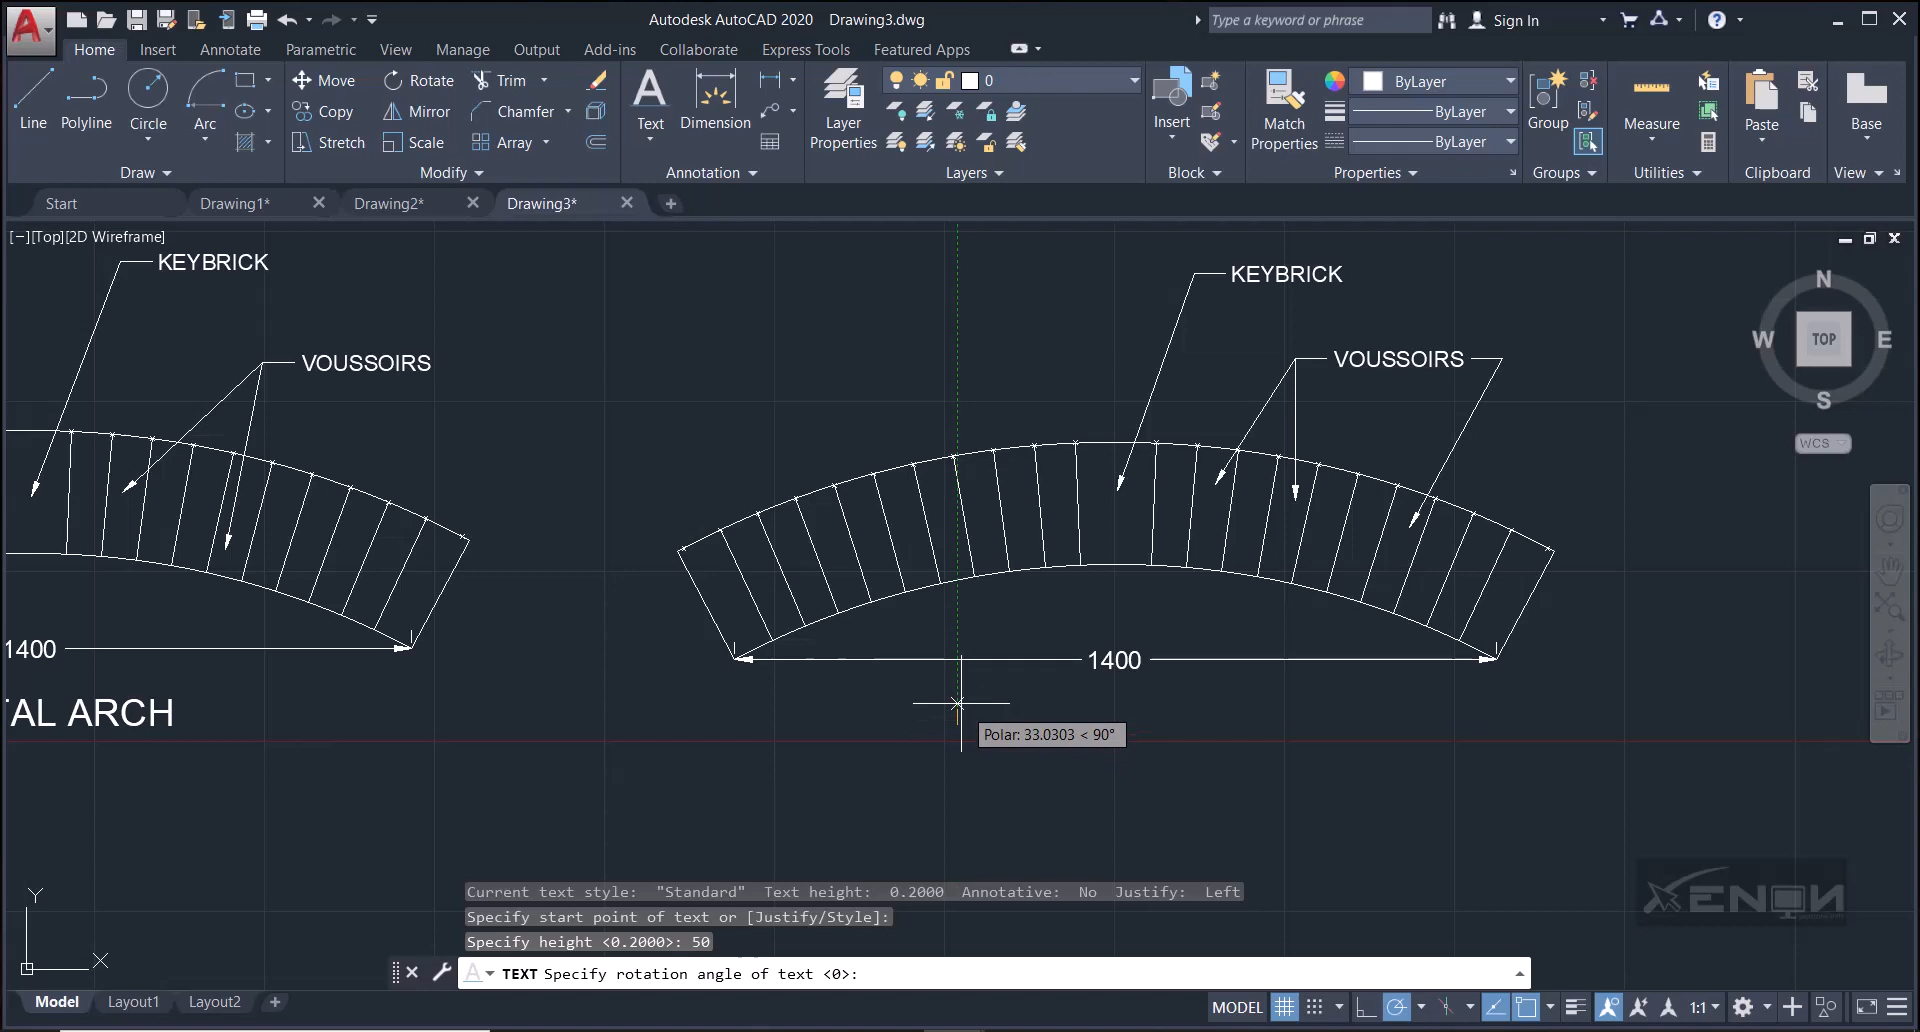 Autodesk AutoCAD 2020 Drawing3.dwg
Type a keyword or phrase
Sign In
Home Insert Annotate Parametric View Manage Output Add-ins Collaborate Express Tools Featured Apps
Line Polyline Circle Arc
Move Rotate Trim
Copy Mirror Chamfer
Stretch Scale Array
Text Dimension
Layer
Properties
0
Insert
Match
Properties
ByLayer
ByLayer
ByLayer
Group
Measure
Paste
Base
Draw Modify Annotation Layers Block Properties Groups Utilities Clipboard View
Start Drawing1* Drawing2* Drawing3*
[−][Top][2D Wireframe]
KEYBRICK
KEYBRICK
VOUSSOIRS
VOUSSOIRS
N
W TOP E
S
WCS
1400
1400
TAL ARCH
Polar: 33.0303 < 90°
Y
X
XENON
Current text style: "Standard" Text height: 0.2000 Annotative: No Justify: Left
Specify start point of text or [Justify/Style]:
Specify height <0.2000>: 50
TEXT Specify rotation angle of text <0>:
Model Layout1 Layout2
MODEL 1:1